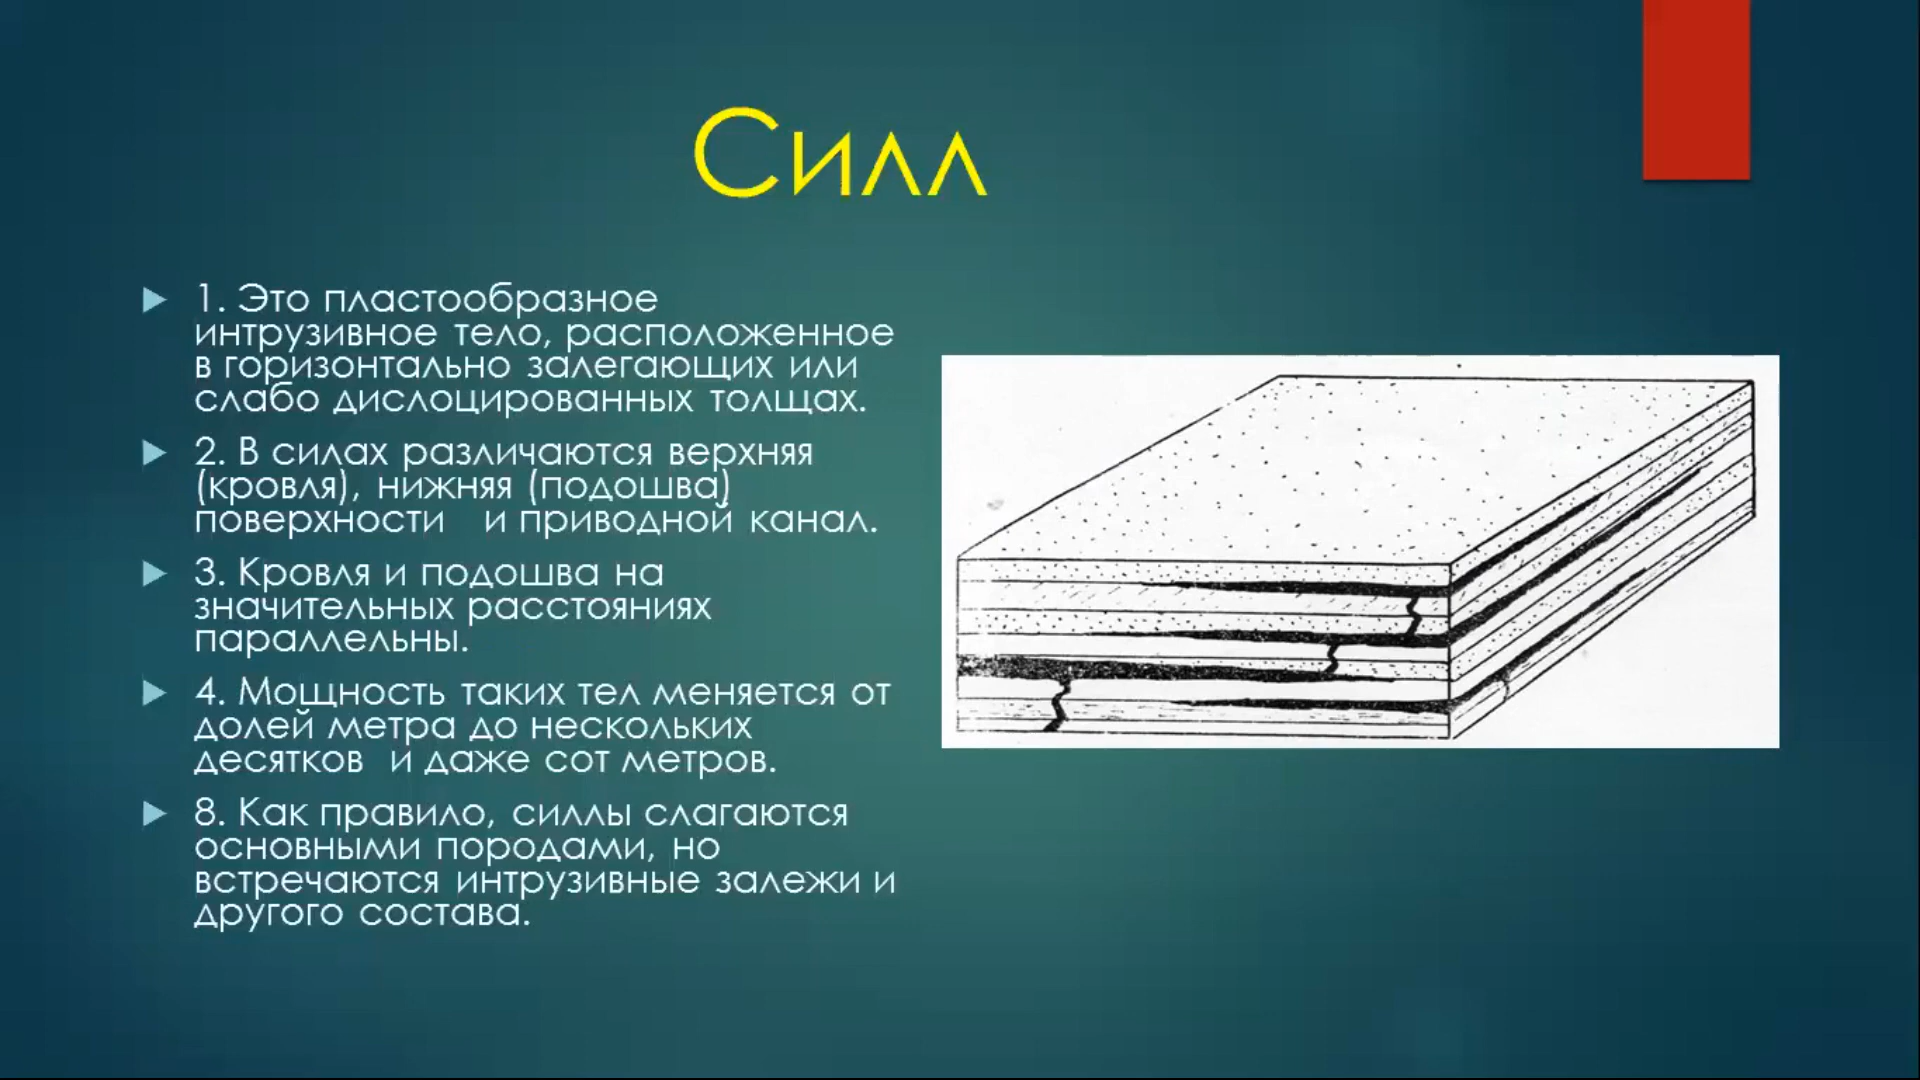 Силл
1. Это пластообразное
интрузивное тело, расположенное
в горизонтально залегающих или
слабо дислоцированных толщах.
2. В силах различаются верхняя
(кровля), нижняя (подошва)
поверхности и приводной канал.
3. Кровля и подошва на
значительных расстояниях
параллельны.
4. Мощность таких тел меняется от
долей метра до нескольких
десятков и даже сот метров.
8. Как правило, силлы слагаются
основными породами, но
встречаются интрузивные залежи и
другого состава.